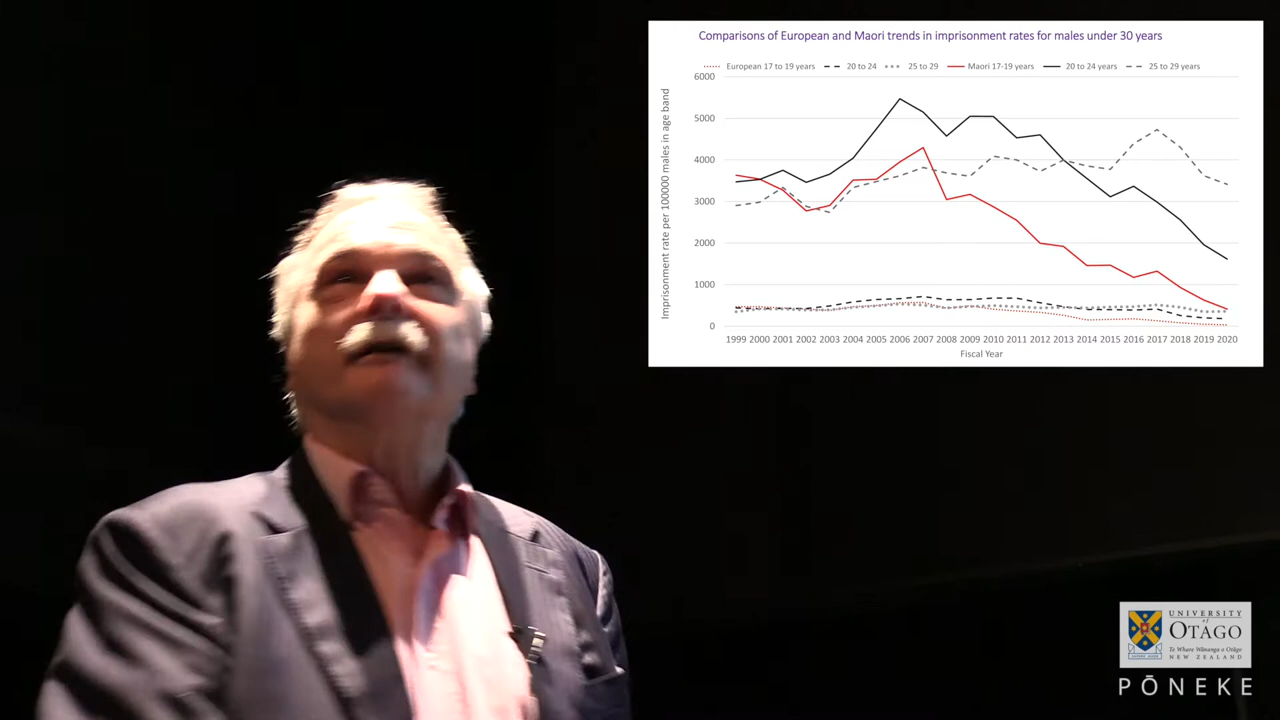 Comparisons of European and Maori trends in imprisonment rates for males under 30 years
European 17 to 19 years 20 to 24 25 to 29 Maori 17-19 years 20 to 24 years 25 to 29 years
Imprisonment rate per 100000 males in age band
6000
5000
4000
3000
2000
1000
0
1999 2000 2001 2002 2003 2004 2005 2006 2007 2008 2009 2010 2011 2012 2013 2014 2015 2016 2017 2018 2019 2020
Fiscal Year
UNIVERSITY
of
OTAGO
Te Whare Wānanga o Otāgo
NEW ZEALAND
PŌNEKE